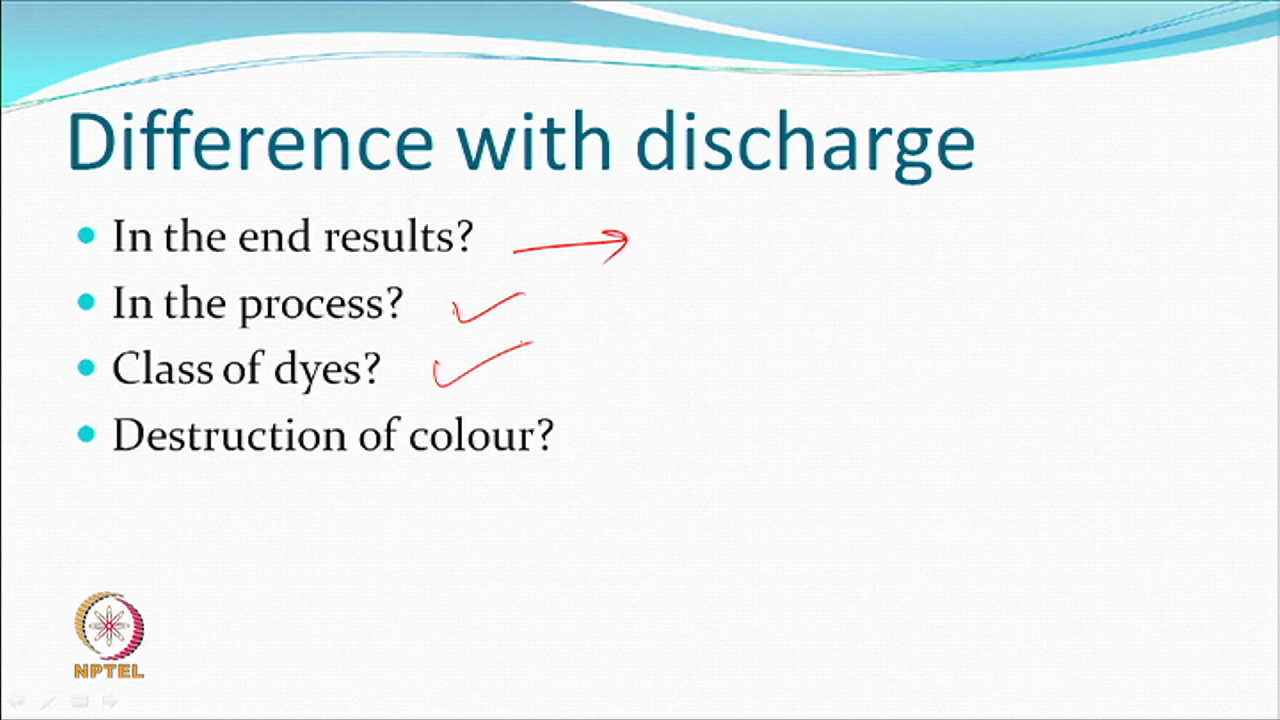 Difference with discharge
In the end results?
In the process?
Class of dyes?
Destruction of colour?
NPTEL